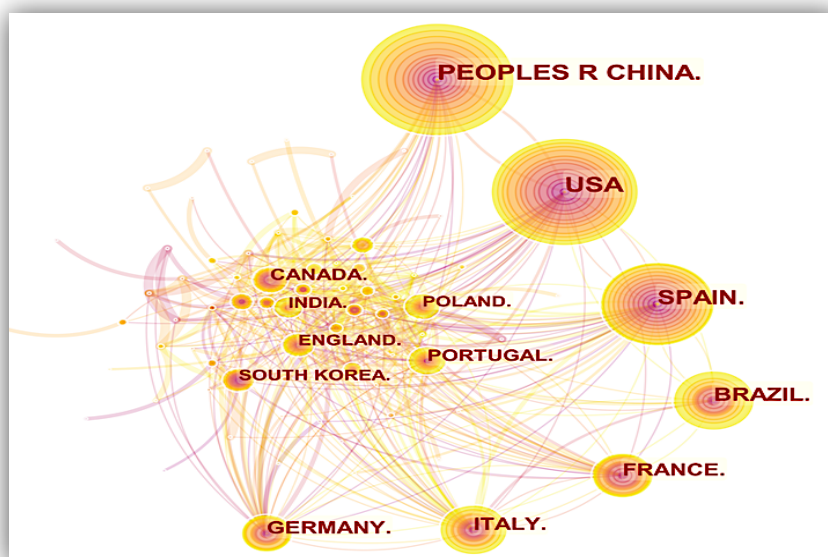 PEOPLES R CHINA.
USA
CANADA.
SPAIN.
INDIA.
POLAND.
ENGLAND.
PORTUGAL.
SOUTH KOREA.
BRAZIL.
FRANCE.
GERMANY.
ITALY.